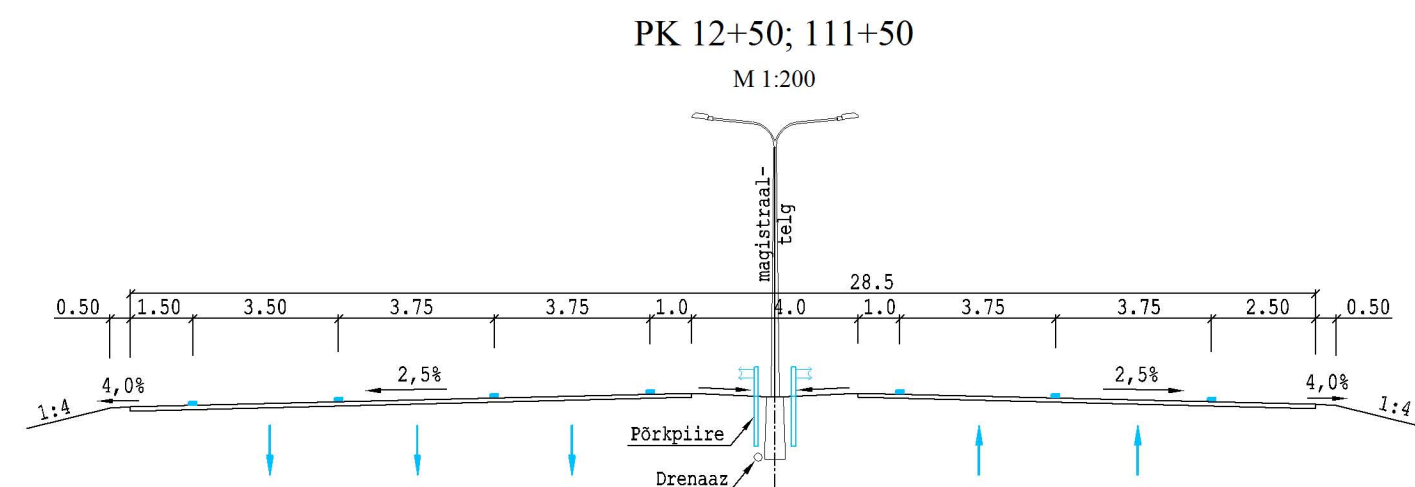 PK 12+50; 111+50
M 1:200
magistraal-
telg
28.5
0.50 1.50 3.50 3.75 3.75 1.0 4.0 1.0 3.75 3.75 2.50 0.50
4,0% 2,5% 2,5% 4,0%
1:4 1:4
Põrkpiire
Drenaaz